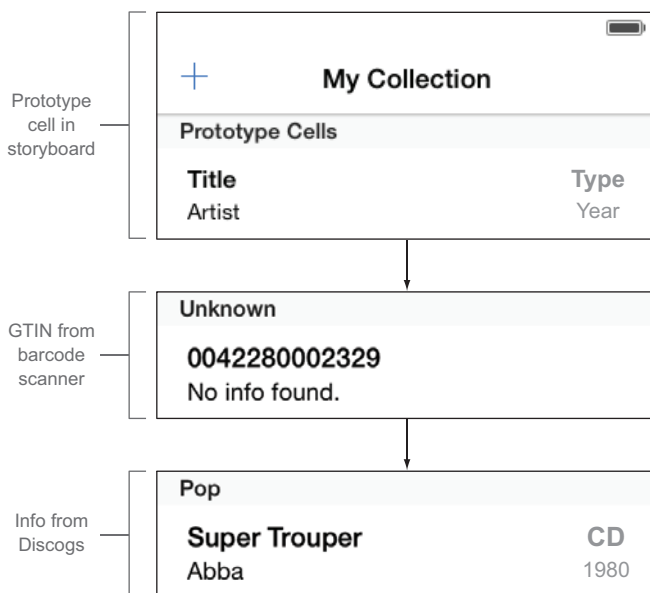 Prototype
cell in
storyboard
+
My Collection
Prototype Cells
Title
Type
Artist
Year
GTIN from
barcode
scanner
Unknown
0042280002329
No info found.
Info from
Discogs
Pop
Super Trouper
CD
Abba
1980